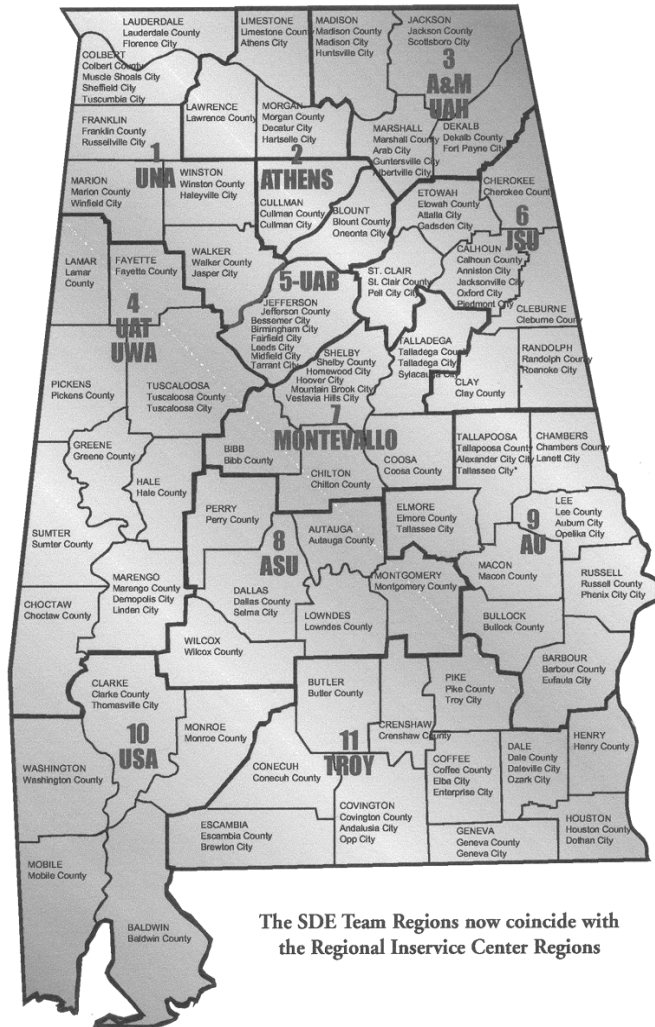 LAUDERDALE
Lauderdale County
Florence City
LIMESTONE
Limestone County
Athens City
MADISON
Madison County
Madison City
Huntsville City
JACKSON
Jackson County
Scottsboro City
3
A&M
UAH
COLBERT
Colbert County
Muscle Shoals City
Sheffield City
Tuscumbia City
LAWRENCE
Lawrence County
MORGAN
Morgan County
Decatur City
Hartselle City
FRANKLIN
Franklin County
Russellville City
MARSHALL
Marshall County
Arab City
Guntersville City
Albertville City
DEKALB
Dekalb County
Fort Payne City
1
UNA
2
ATHENS
MARION
Marion County
Winfield City
WINSTON
Winston County
Haleyville City
CULLMAN
Cullman County
Cullman City
BLOUNT
Blount County
Oneonta City
ETOWAH
Etowah County
Attalla City
Gadsden City
CHEROKEE
Cherokee County
6
JSU
LAMAR
Lamar
County
FAYETTE
Fayette County
WALKER
Walker County
Jasper City
5-UAB
JEFFERSON
Jefferson County
Bessemer City
Birmingham City
Fairfield City
Leeds City
Midfield City
Tarrant City
ST. CLAIR
St. Clair County
Pell City City
CALHOUN
Calhoun County
Anniston City
Jacksonville City
Oxford City
Piedmont City
CLEBURNE
Cleburne County
4
UAT
UWA
SHELBY
Shelby County
Homewood City
Hoover City
Mountain Brook City
Vestavia Hills City
TALLADEGA
Talladega County
Talladega City
Sylacauga City
RANDOLPH
Randolph County
Roanoke City
CLAY
Clay County
PICKENS
Pickens County
TUSCALOOSA
Tuscaloosa County
Tuscaloosa City
7
MONTEVALLO
GREENE
Greene County
BIBB
Bibb County
CHILTON
Chilton County
COOSA
Coosa County
TALLAPOOSA
Tallapoosa County
Alexander City City
Tallassee City*
CHAMBERS
Chambers County
Lanett City
HALE
Hale County
PERRY
Perry County
AUTAUGA
Autauga County
ELMORE
Elmore County
Tallassee City
LEE
Lee County
Auburn City
Opelika City
9
AU
SUMTER
Sumter County
8
ASU
MACON
Macon County
RUSSELL
Russell County
Phenix City City
MARENGO
Marengo County
Demopolis City
Linden City
DALLAS
Dallas County
Selma City
MONTGOMERY
Montgomery County
CHOCTAW
Choctaw County
LOWNDES
Lowndes County
BULLOCK
Bullock County
WILCOX
Wilcox County
BARBOUR
Barbour County
Eufaula City
CLARKE
Clarke County
Thomasville City
BUTLER
Butler County
PIKE
Pike County
Troy City
10
USA
MONROE
Monroe County
CRENSHAW
Crenshaw County
11
TROY
HENRY
Henry County
WASHINGTON
Washington County
CONECUH
Conecuh County
COFFEE
Coffee County
Elba City
Enterprise City
DALE
Dale County
Daleville City
Ozark City
COVINGTON
Covington County
Andalusia City
Opp City
ESCAMBIA
Escambia County
Brewton City
GENEVA
Geneva County
Geneva City
HOUSTON
Houston County
Dothan City
MOBILE
Mobile County
BALDWIN
Baldwin County
The SDE Team Regions now coincide with
the Regional Inservice Center Regions